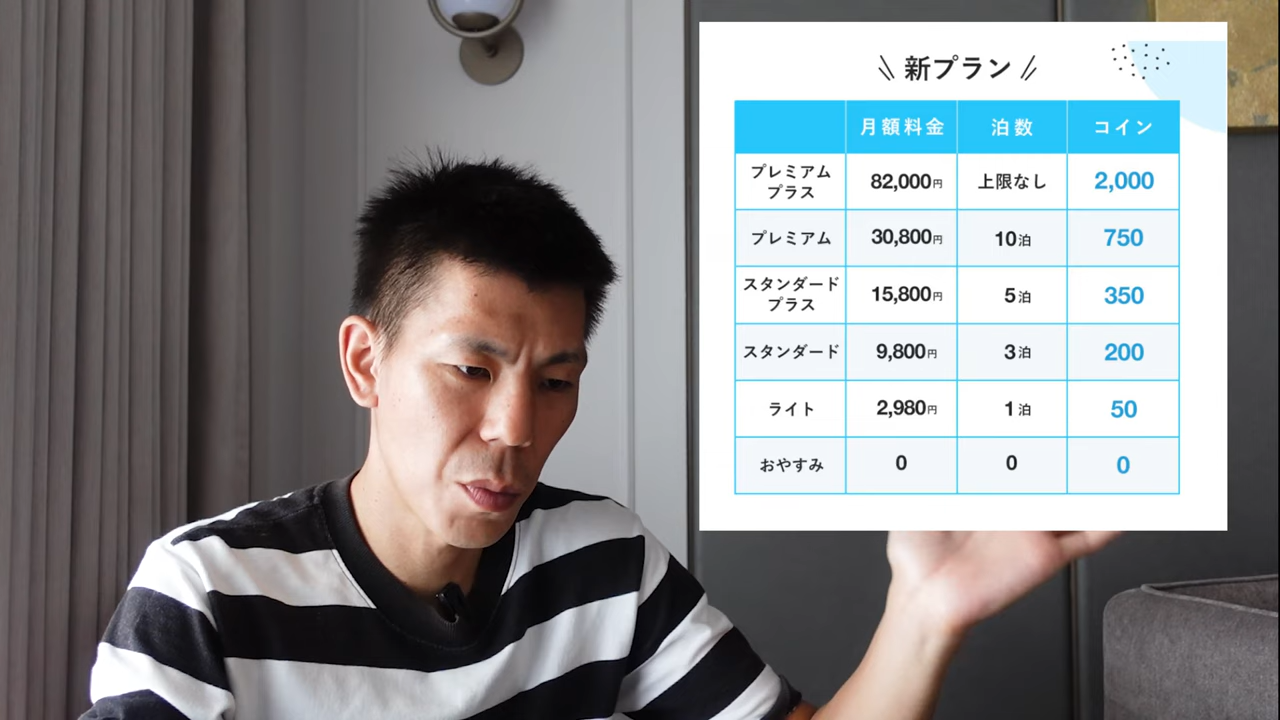 新プラン
月額料金 泊数 コイン
プレミアム
プラス
82,000円 上限なし 2,000
プレミアム 30,800円 10泊 750
スタンダード
プラス
15,800円 5泊 350
スタンダード 9,800円 3泊 200
ライト 2,980円 1泊 50
おやすみ 0 0 0